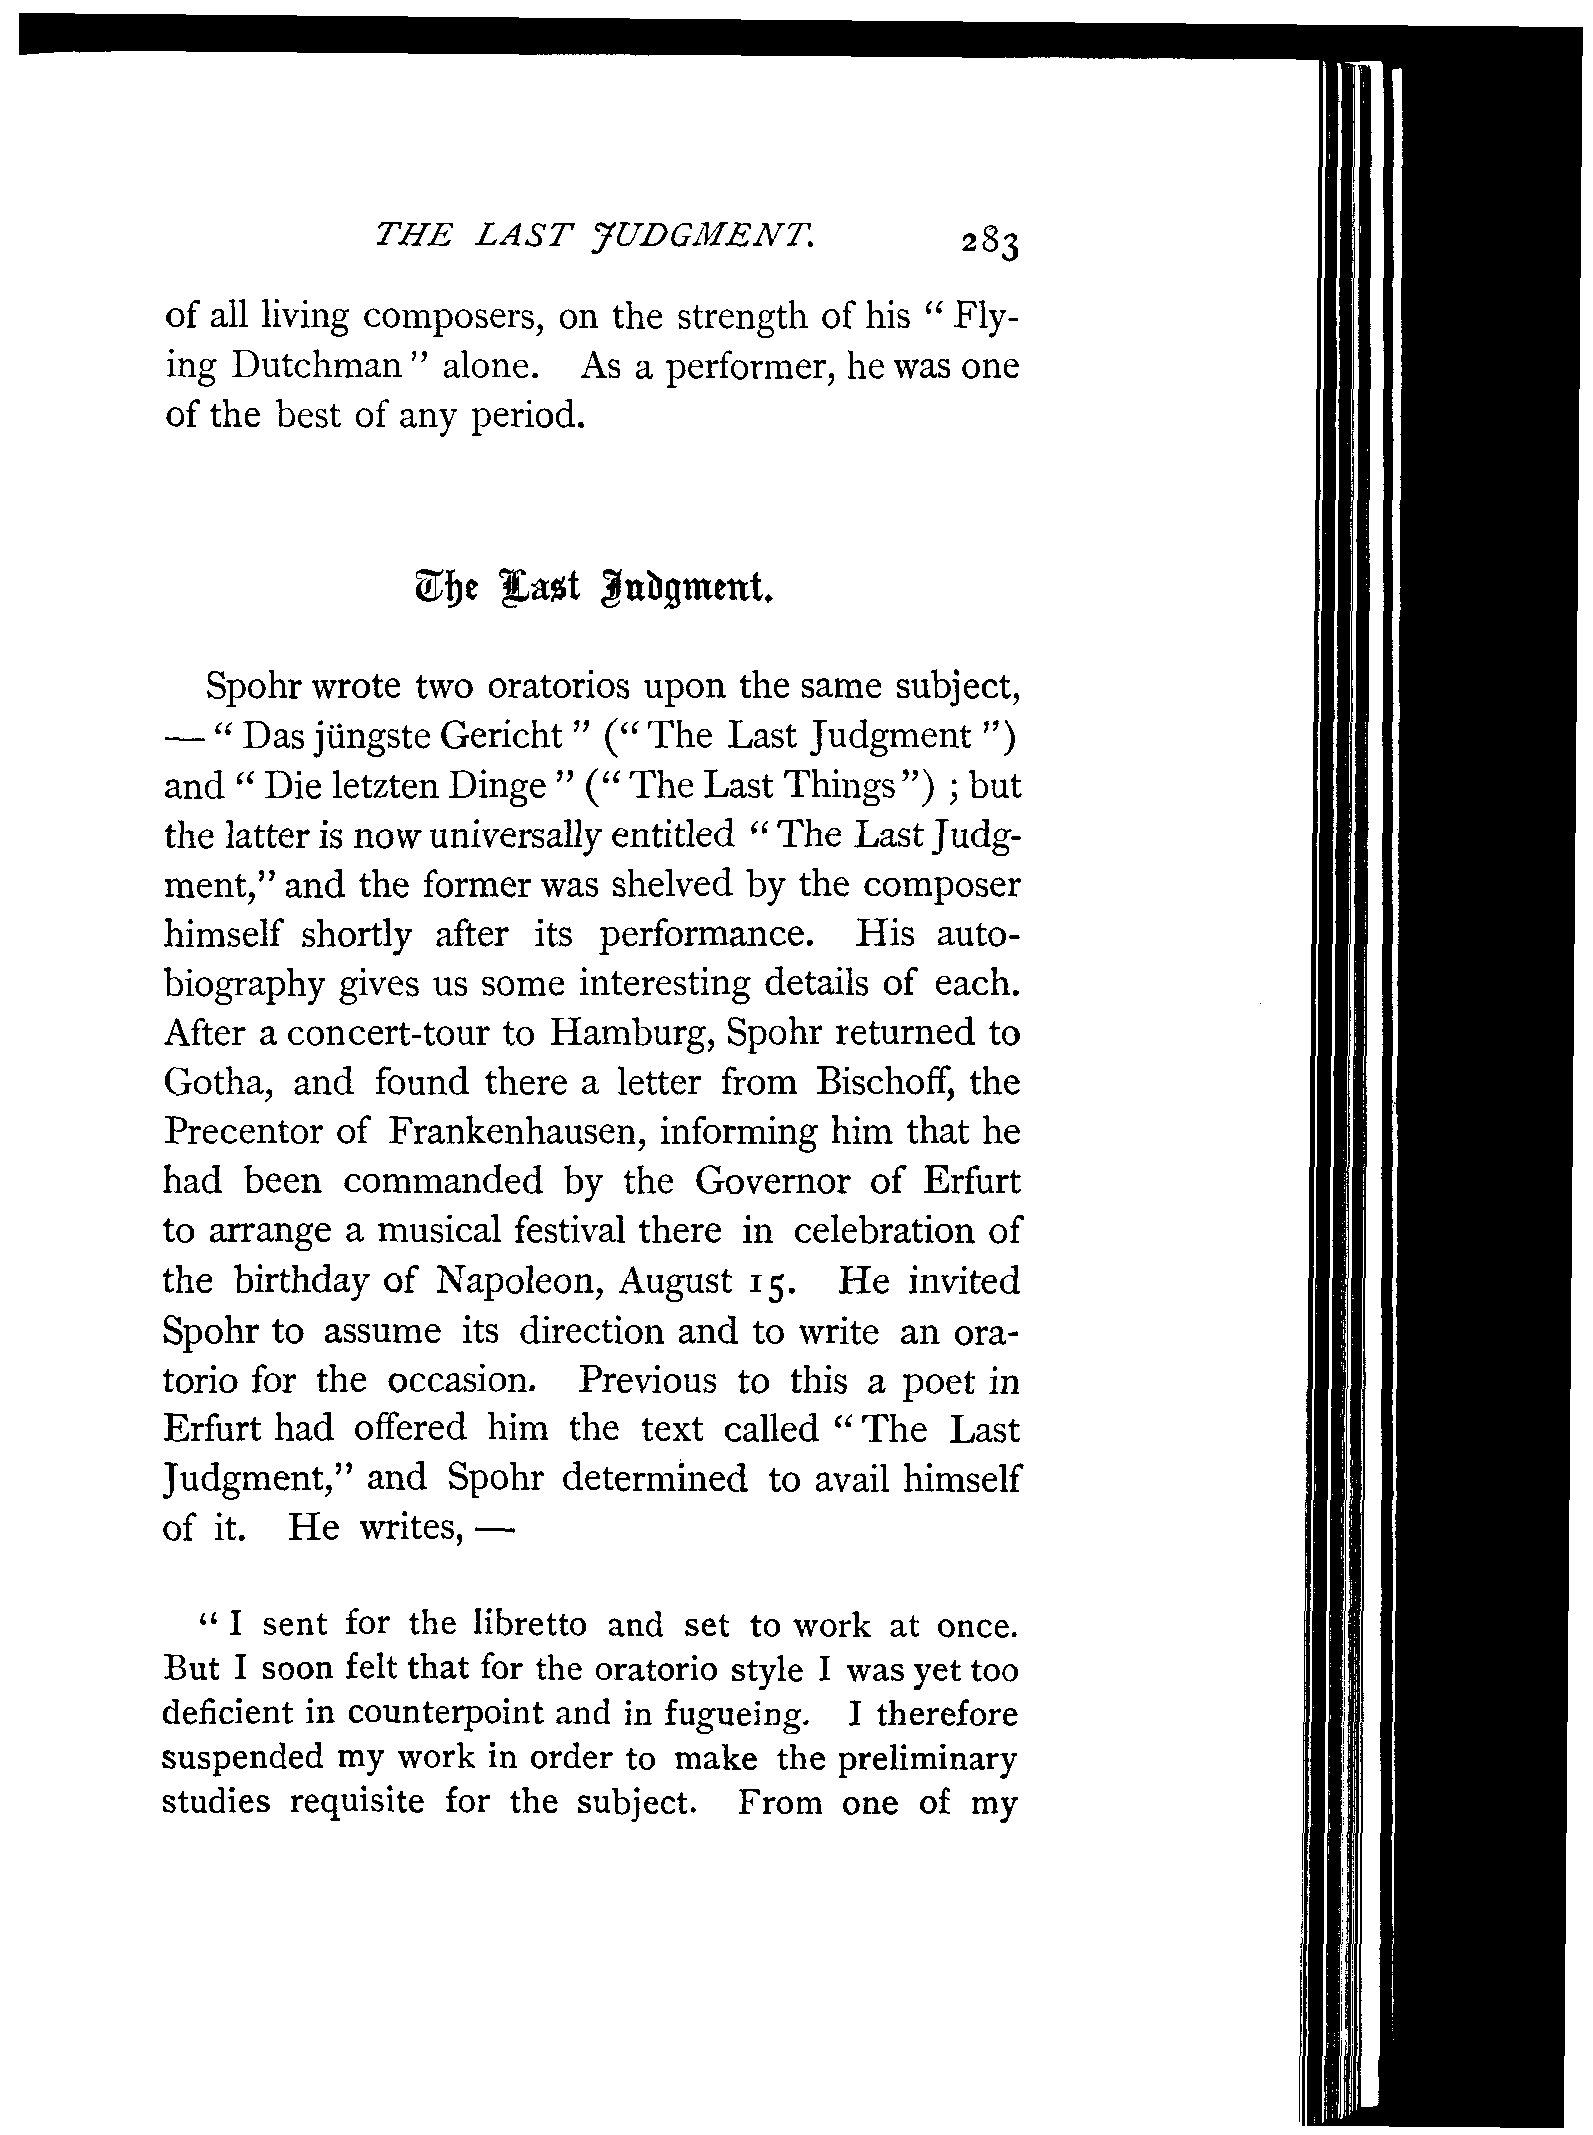 THE LAST JUDGMENT. 283
of all living composers, on the strength of his “ Fly-
ing Dutchman ” alone. As a performer, he was one
of the best of any period.
The Last Judgment.
Spohr wrote two oratorios upon the same subject,
— “ Das jüngste Gericht ” (“ The Last Judgment ”)
and “ Die letzten Dinge ” (“ The Last Things ”) ; but
the latter is now universally entitled “ The Last Judg-
ment,” and the former was shelved by the composer
himself shortly after its performance. His auto-
biography gives us some interesting details of each.
After a concert-tour to Hamburg, Spohr returned to
Gotha, and found there a letter from Bischoff, the
Precentor of Frankenhausen, informing him that he
had been commanded by the Governor of Erfurt
to arrange a musical festival there in celebration of
the birthday of Napoleon, August 15. He invited
Spohr to assume its direction and to write an ora-
torio for the occasion. Previous to this a poet in
Erfurt had offered him the text called “ The Last
Judgment,” and Spohr determined to avail himself
of it. He writes, —
“ I sent for the libretto and set to work at once.
But I soon felt that for the oratorio style I was yet too
deficient in counterpoint and in fugueing. I therefore
suspended my work in order to make the preliminary
studies requisite for the subject. From one of my